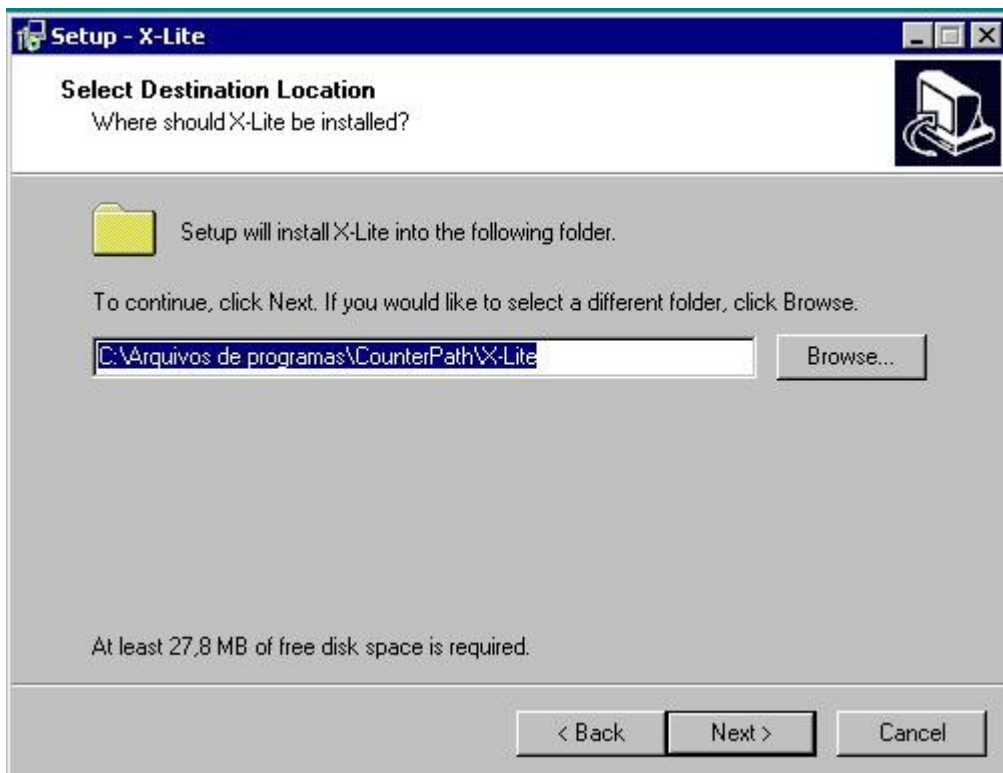 Setup - X-Lite
Select Destination Location
Where should X-Lite be installed?
Setup will install X-Lite into the following folder.
To continue, click Next. If you would like to select a different folder, click Browse.
C:\Arquivos de programas\CounterPath\X-Lite
Browse...
At least 27,8 MB of free disk space is required.
< Back
Next >
Cancel